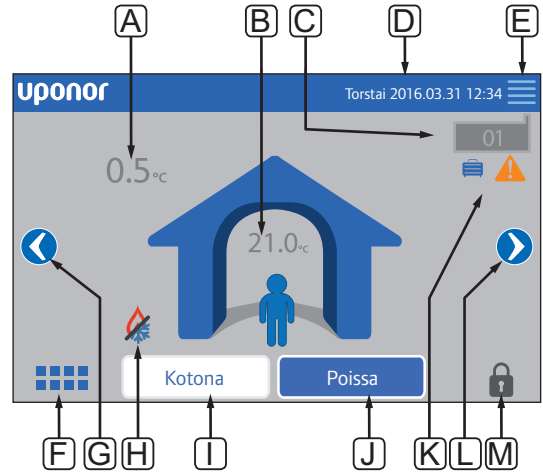 A B C D E
uponor Torstai 2016.03.31 12:34
01
0.5°C
21.0°C
Kotona Poissa
F G H I J K L M